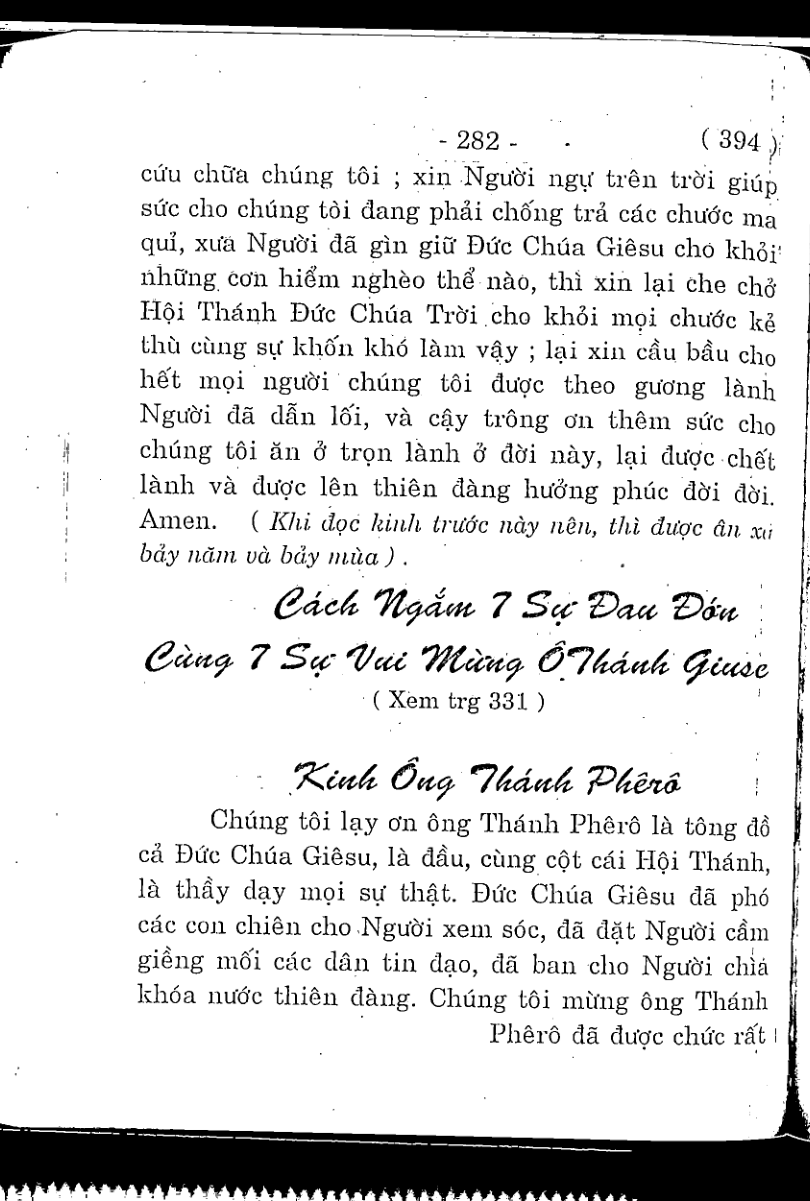 - 282 - ( 394 )
cứu chữa chúng tôi ; xin Người ngự trên trời giúp
sức cho chúng tòi đang phải chống trả các chước ma
quỉ, xưa Người đã gìn giữ Đức Chúa Giêsu cho khỏi
những cơn hiểm nghèo thể nào, thì xin lại che chở
Hội Thánh Đức Chúa Trời cho khỏi mọi chước kẻ
thù cùng sự khốn khó làm vậy ; lại xin cầu bầu cho
hết mọi người chúng tôi được theo gương lành
Người đã dẫn lối, và cậy trông ơn thêm sức cho
chúng tôi ăn ở trọn lành ở đời này, lại được chết
lành và được lên thiên đàng hưởng phúc đời đời.
Amen. ( Khi đọc kinh trước này nên, thì được ân xá
bảy năm và bảy mùa ) .
Cách Ngắm 7 Sự Đau Đớn
Cùng 7 Sự Vui Mừng Ô.Thánh Giuse
( Xem trg 331 )
Kinh Ông Thánh Phêrô
Chúng tôi lạy ơn ông Thánh Phêrô là tông đồ
cả Đức Chúa Giêsu, là đầu, cùng cột cái Hội Thánh,
là thầy dạy mọi sự thật. Đức Chúa Giêsu đã phó
các con chiên cho Người xem sóc, đã đặt Người cầm
giềng mối các dân tin đạo, đã ban cho Người chìa
khóa nước thiên đàng. Chúng tôi mừng ông Thánh
Phêrô đã được chức rất